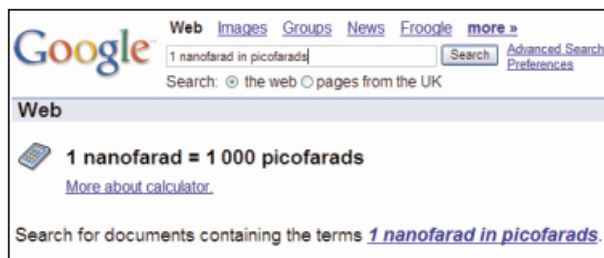 Web Images Groups News Froogle more »
Google™
1 nanofarad in picofarads Search Advanced Search
Preferences
Search: the web pages from the UK
Web
1 nanofarad = 1 000 picofarads
More about calculator.
Search for documents containing the terms 1 nanofarad in picofarads.